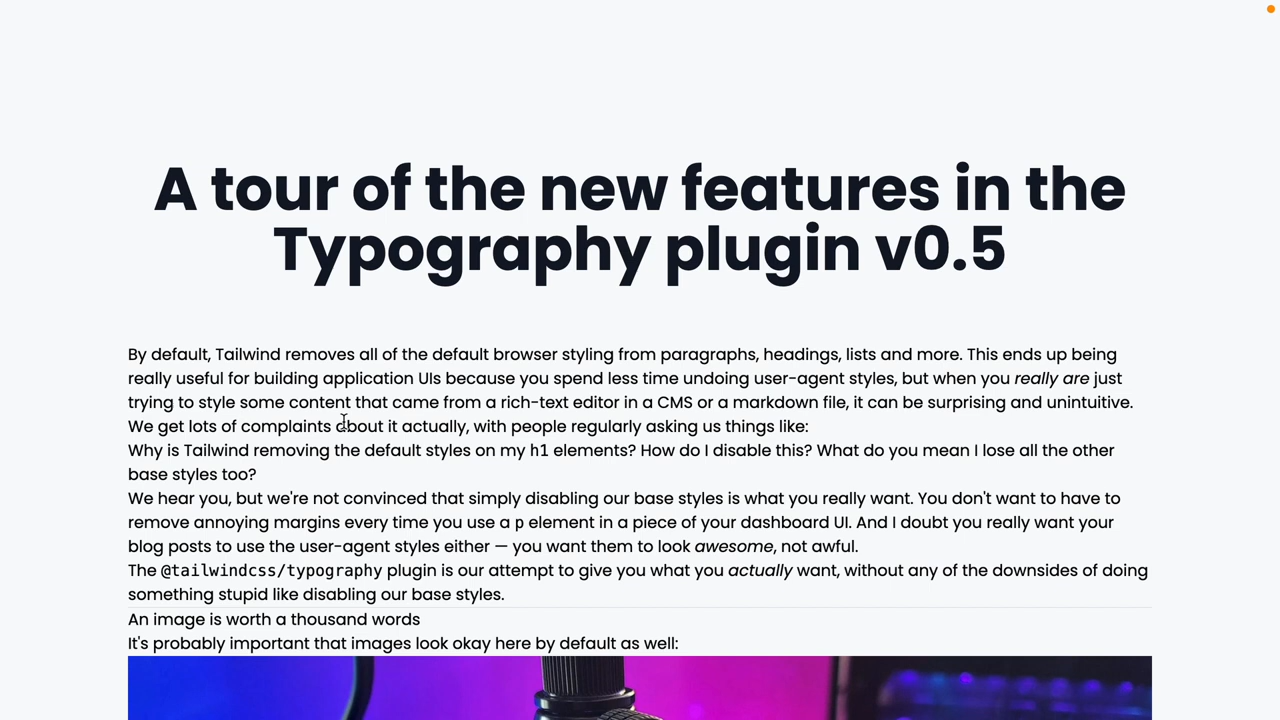 A tour of the new features in the
Typography plugin v0.5
By default, Tailwind removes all of the default browser styling from paragraphs, headings, lists and more. This ends up being
really useful for building application UIs because you spend less time undoing user-agent styles, but when you really are just
trying to style some content that came from a rich-text editor in a CMS or a markdown file, it can be surprising and unintuitive.
We get lots of complaints about it actually, with people regularly asking us things like:
Why is Tailwind removing the default styles on my h1 elements? How do I disable this? What do you mean I lose all the other
base styles too?
We hear you, but we're not convinced that simply disabling our base styles is what you really want. You don't want to have to
remove annoying margins every time you use a p element in a piece of your dashboard UI. And I doubt you really want your
blog posts to use the user-agent styles either — you want them to look awesome, not awful.
The @tailwindcss/typography plugin is our attempt to give you what you actually want, without any of the downsides of doing
something stupid like disabling our base styles.
An image is worth a thousand words
It's probably important that images look okay here by default as well: